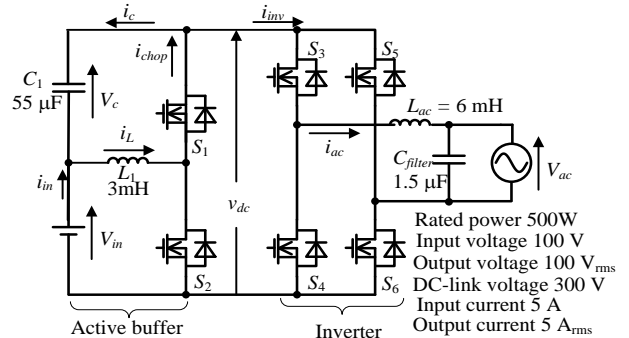 i_c
i_inv
i_chop
S_3
S_5
C_1
55 μF
V_c
L_ac = 6 mH
i_L
S_1
i_ac
C_filter
1.5 μF
V_ac
L_1
3mH
i_in
v_dc
V_in
S_2
S_4
S_6
Rated power 500W
Input voltage 100 V
Output voltage 100 V_rms
DC-link voltage 300 V
Input current 5 A
Output current 5 A_rms
Active buffer
Inverter